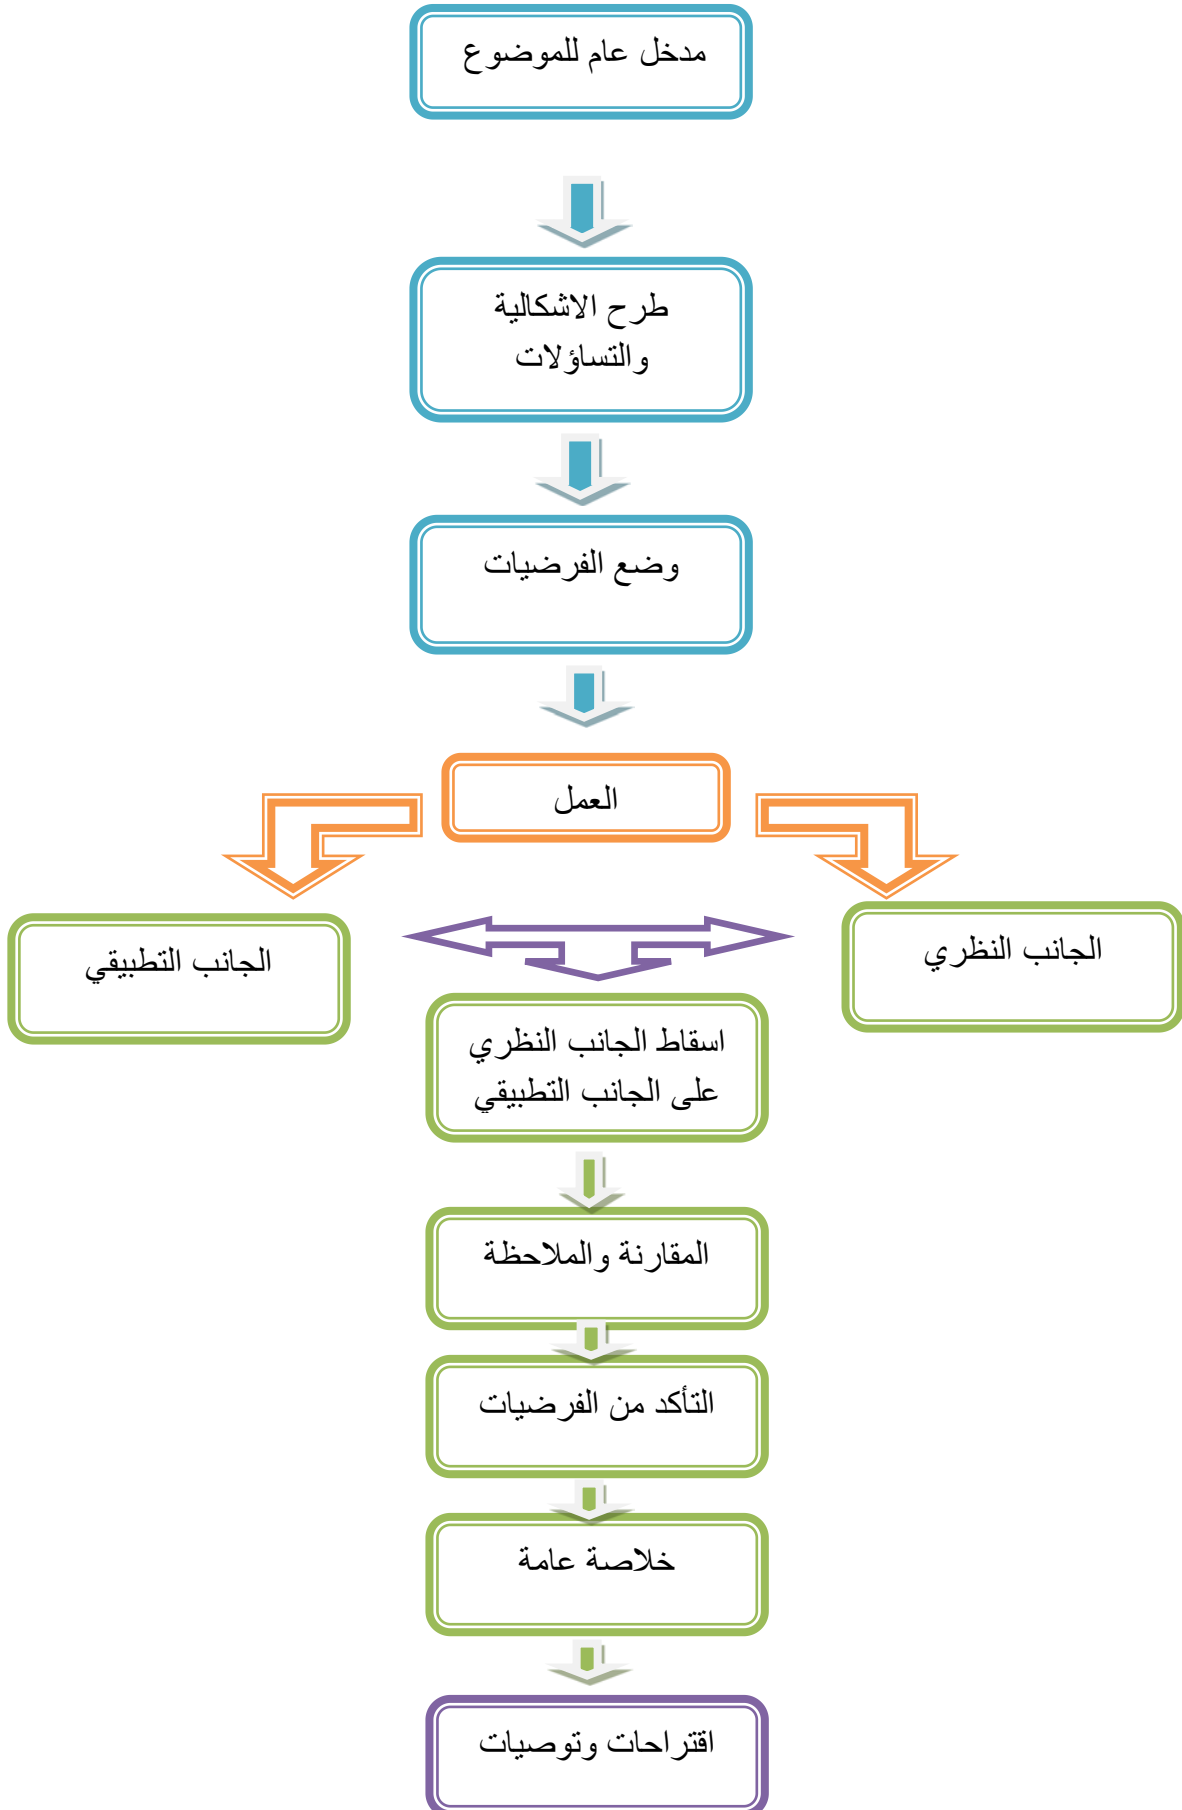 مدخل عام للموضوع
طرح الاشكالية
والتساؤلات
وضع الفرضيات
العمل
الجانب النظري
الجانب التطبيقي
اسقاط الجانب النظري
على الجانب التطبيقي
المقارنة والملاحظة
التأكد من الفرضيات
خلاصة عامة
اقتراحات وتوصيات